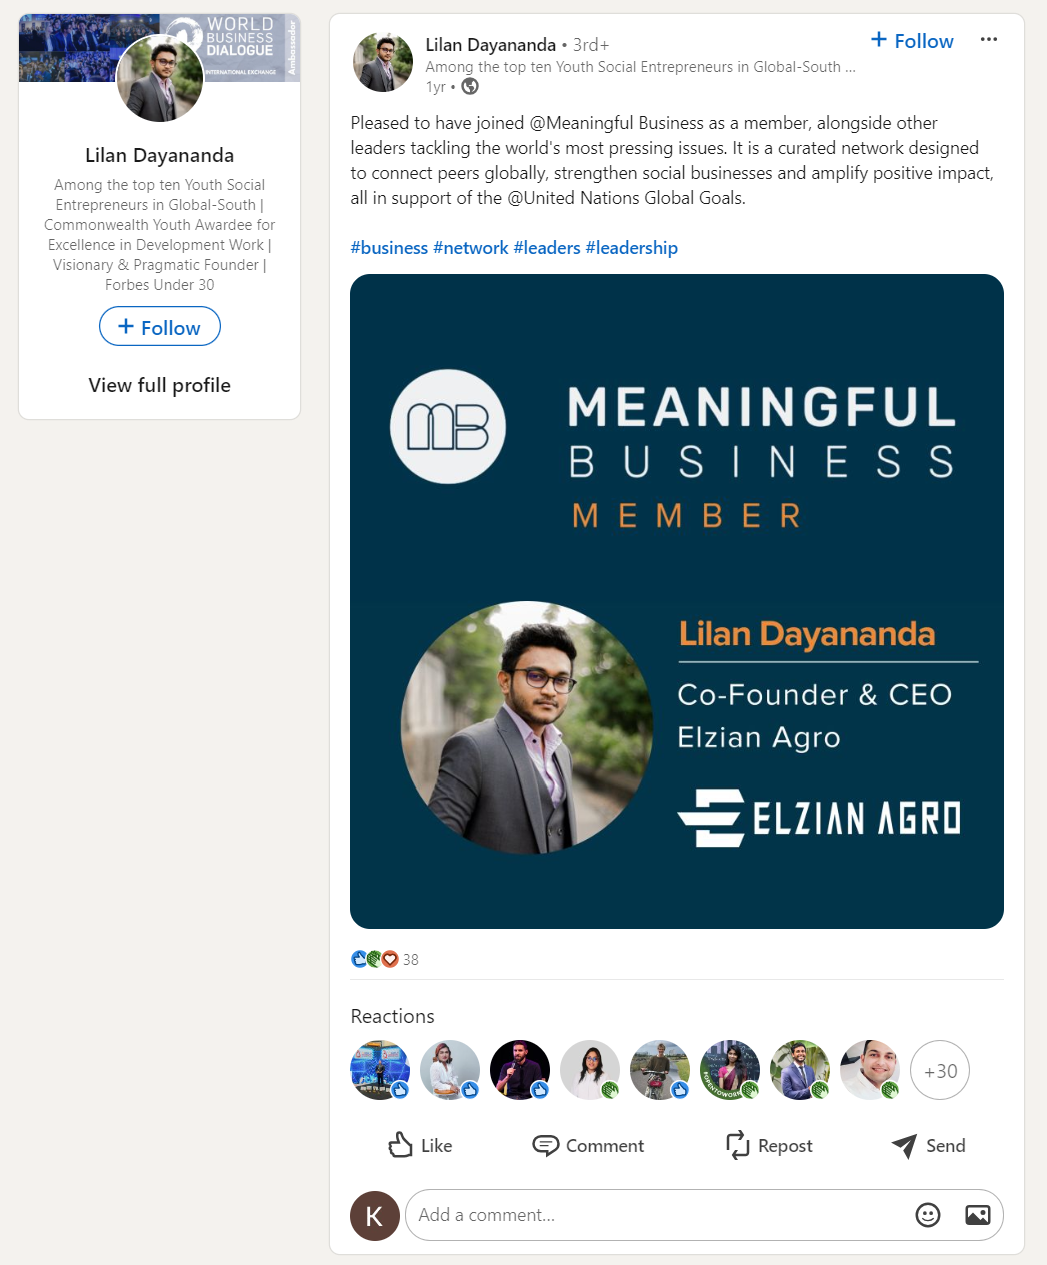 WORLD
BUSINESS
DIALOGUE
INTERNATIONAL EXCHANGE
Ambassador
Lilan Dayananda
Among the top ten Youth Social
Entrepreneurs in Global-South |
Commonwealth Youth Awardee for
Excellence in Development Work |
Visionary & Pragmatic Founder |
Forbes Under 30
+ Follow
View full profile
Lilan Dayananda • 3rd+
+ Follow
Among the top ten Youth Social Entrepreneurs in Global-South ...
1yr •
Pleased to have joined @Meaningful Business as a member, alongside other
leaders tackling the world's most pressing issues. It is a curated network designed
to connect peers globally, strengthen social businesses and amplify positive impact,
all in support of the @United Nations Global Goals.
#business #network #leaders #leadership
MB
MEANINGFUL
BUSINESS
MEMBER
Lilan Dayananda
Co-Founder & CEO
Elzian Agro
ELZIAN AGRO
38
Reactions
#OPENTOWORK
+30
Like
Comment
Repost
Send
K
Add a comment...